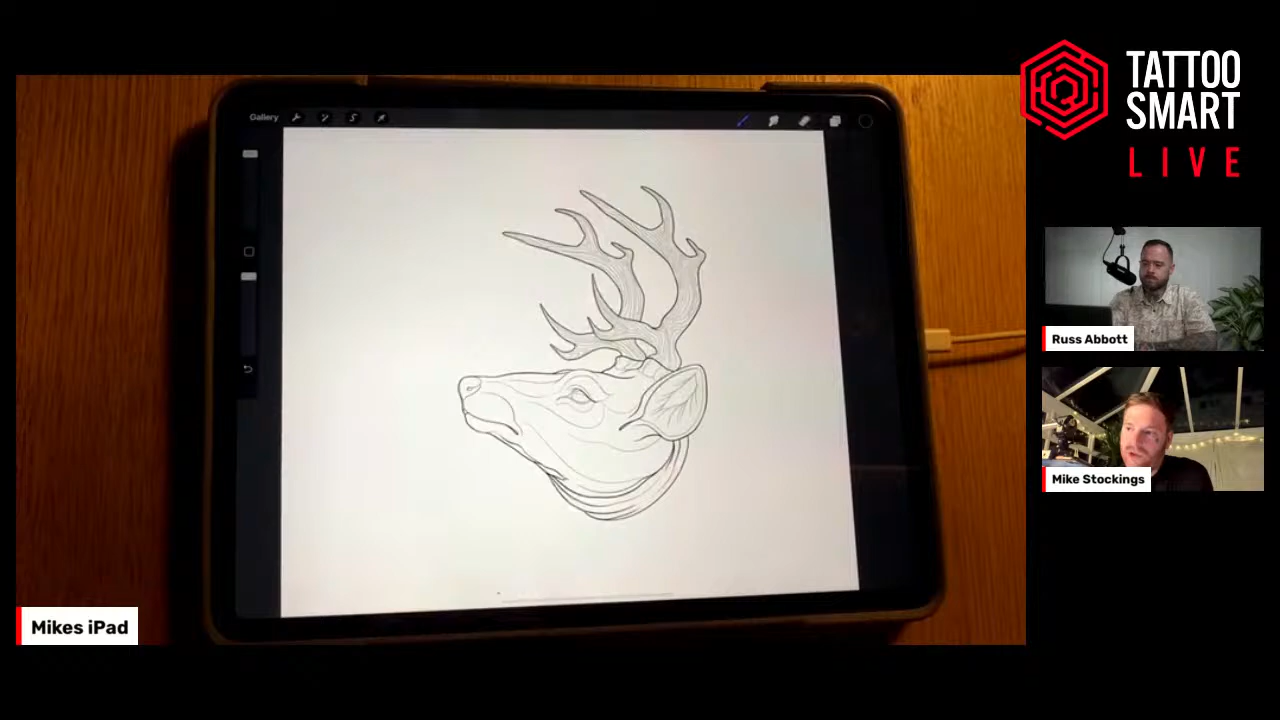 Gallery
TATTOO
SMART
LIVE
Russ Abbott
Mike Stockings
Mikes iPad